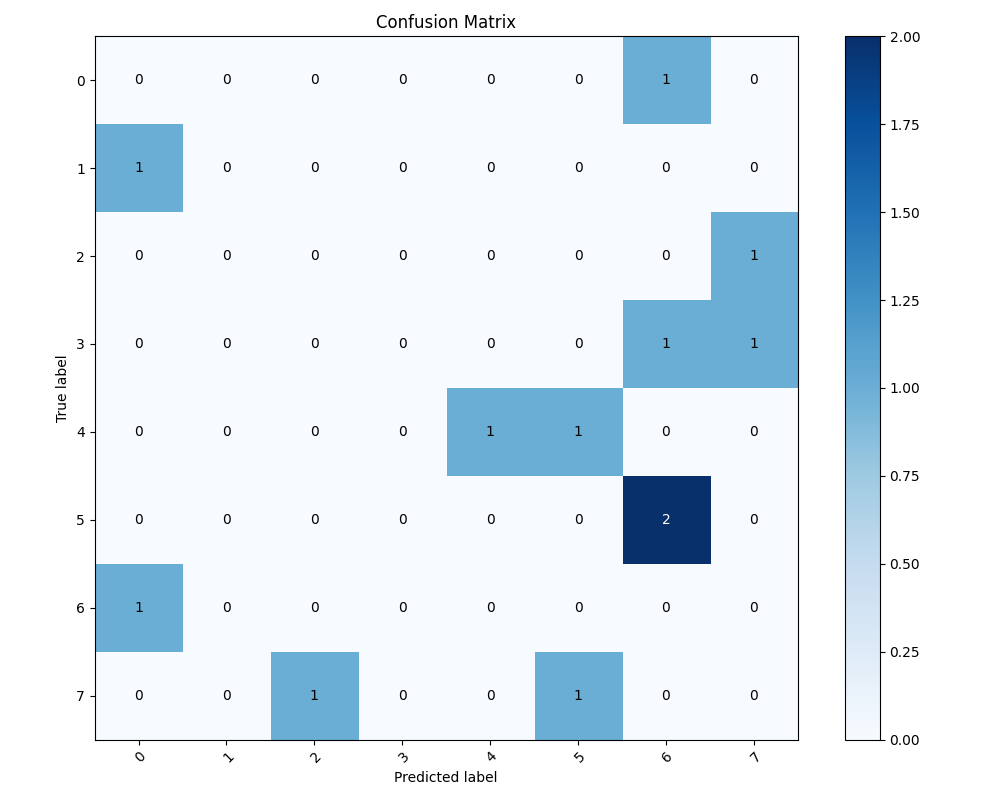 Confusion Matrix
0 0 0 0 0 0 0 1 0
1 1 0 0 0 0 0 0 0
2 0 0 0 0 0 0 0 1
3 0 0 0 0 0 0 1 1
4 0 0 0 0 1 1 0 0
5 0 0 0 0 0 0 2 0
6 1 0 0 0 0 0 0 0
7 0 0 1 0 0 1 0 0
0 1 2 3 4 5 6 7
Predicted label
True label
2.00
1.75
1.50
1.25
1.00
0.75
0.50
0.25
0.00